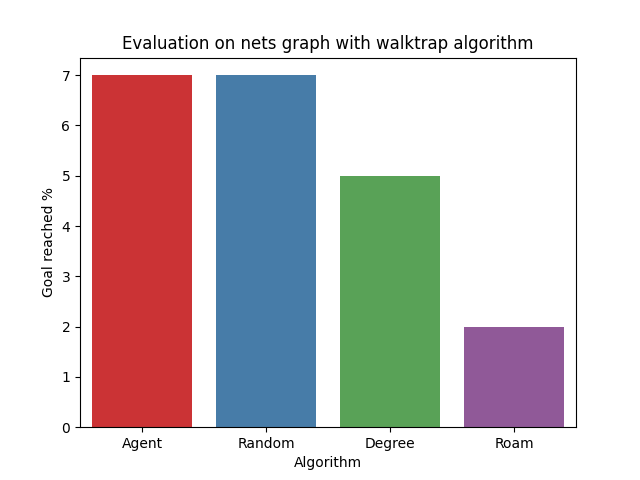 Evaluation on nets graph with walktrap algorithm
7
6
5
4
3
2
1
0
Goal reached %
Agent Random Degree Roam
Algorithm